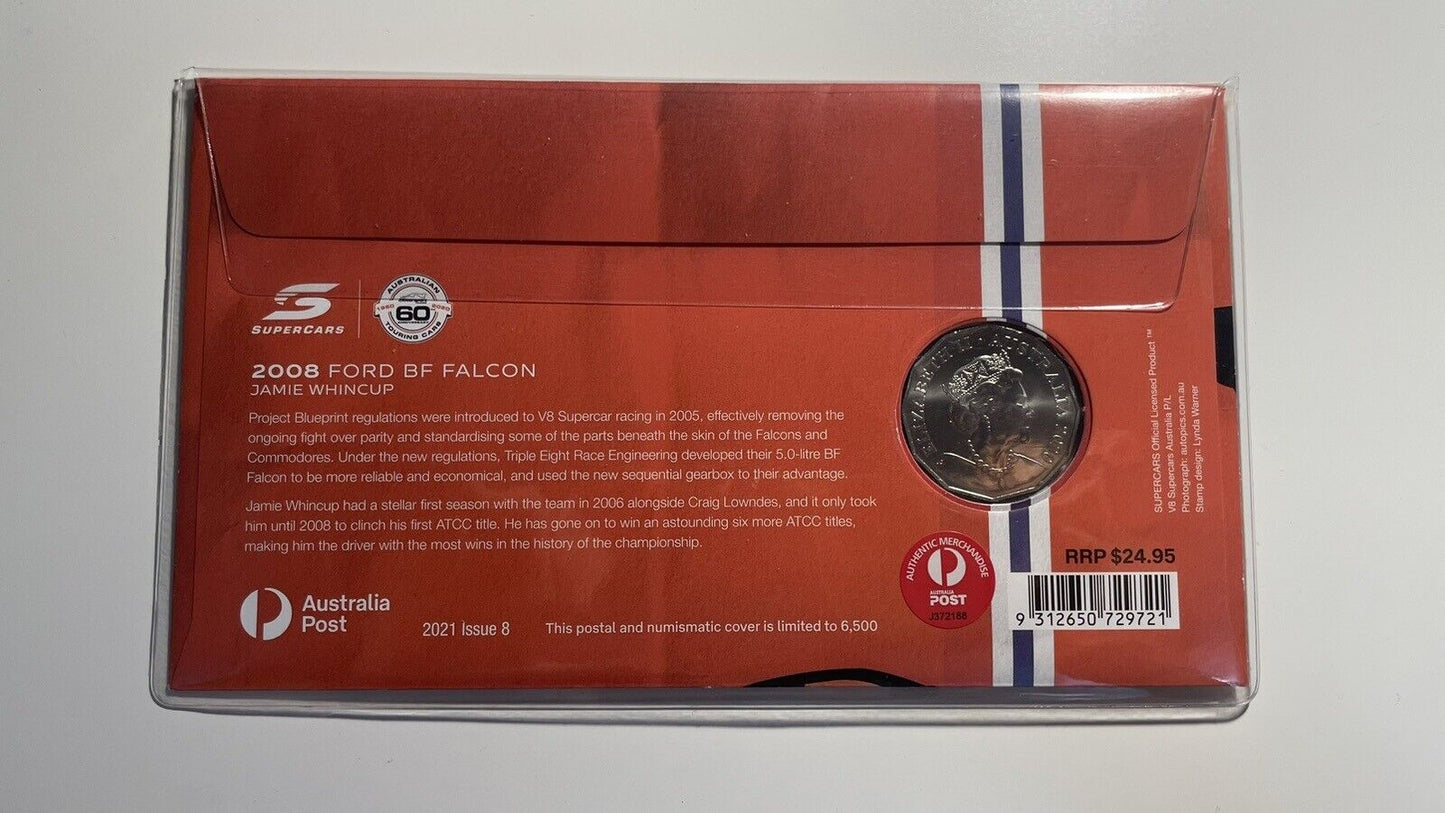 SUPERCARS
AUSTRALIAN
1960 60 2020
ANNIVERSARY
TOURING CARS
2008 FORD BF FALCON
JAMIE WHINCUP
Project Blueprint regulations were introduced to V8 Supercar racing in 2005, effectively removing the
ongoing fight over parity and standardising some of the parts beneath the skin of the Falcons and
Commodores. Under the new regulations, Triple Eight Race Engineering developed their 5.0-litre BF
Falcon to be more reliable and economical, and used the new sequential gearbox to their advantage.
Jamie Whincup had a stellar first season with the team in 2006 alongside Craig Lowndes, and it only took
him until 2008 to clinch his first ATCC title. He has gone on to win an astounding six more ATCC titles,
making him the driver with the most wins in the history of the championship.
Australia
Post
2021 Issue 8
This postal and numismatic cover is limited to 6,500
ELIZABETH II • AUSTRALIA
AUTHENTIC MERCHANDISE
AUSTRALIA
POST
J372186
RRP $24.95
9 312650 729721
SUPERCARS Official Licensed Product ™
V8 Supercars Australia P/L
Photograph: autopics.com.au
Stamp design: Lynda Warner